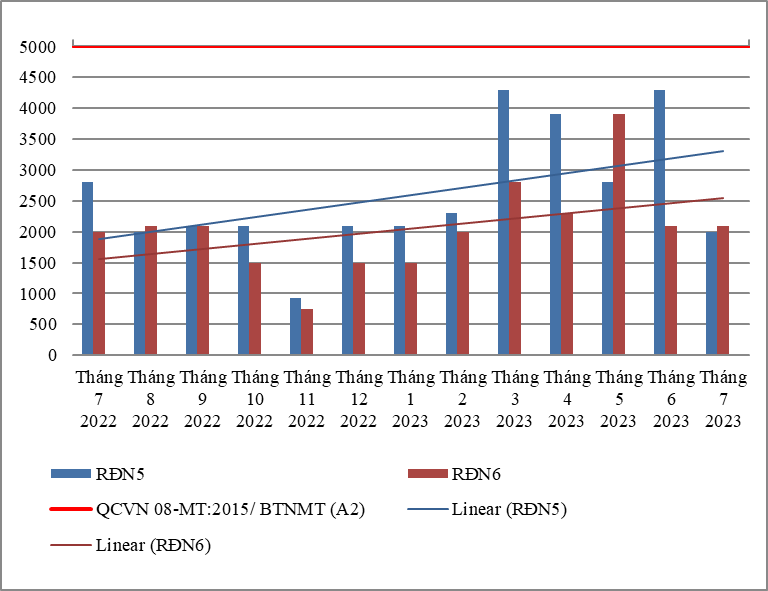 5000
4500
4000
3500
3000
2500
2000
1500
1000
500
0
Tháng Tháng Tháng Tháng Tháng Tháng Tháng Tháng Tháng Tháng Tháng Tháng Tháng
7 8 9 10 11 12 1 2 3 4 5 6 7
2022 2022 2022 2022 2022 2022 2023 2023 2023 2023 2023 2023 2023
RĐN5 RĐN6
QCVN 08-MT:2015/ BTNMT (A2) Linear (RĐN5)
Linear (RĐN6)